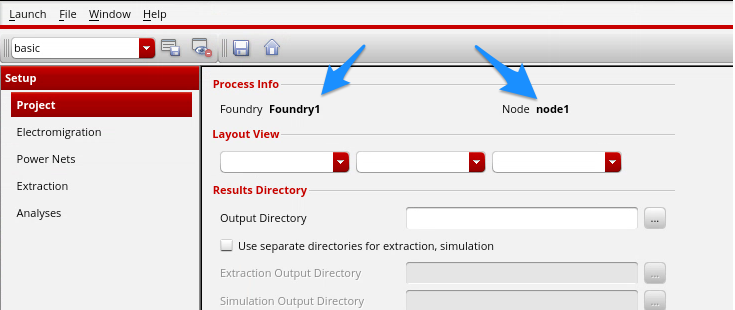 Launch File Window Help
basic
Setup
Project
Electromigration
Power Nets
Extraction
Analyses
Process Info
Foundry Foundry1 Node node1
Layout View
Results Directory
Output Directory ...
Use separate directories for extraction, simulation
Extraction Output Directory ...
Simulation Output Directory ...